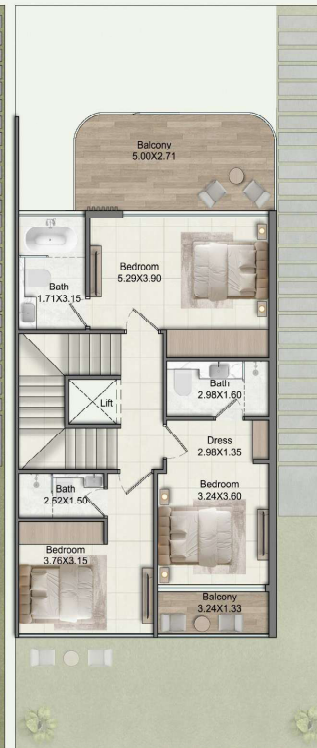 Balcony
5.00X2.71
Bedroom
5.29X3.90
Bath
1.71X3.15
Bath
2.98X1.60
Lift
Dress
2.98X1.35
Bedroom
3.24X3.60
Bath
2.52X1.50
Bedroom
3.76X3.15
Balcony
3.24X1.33